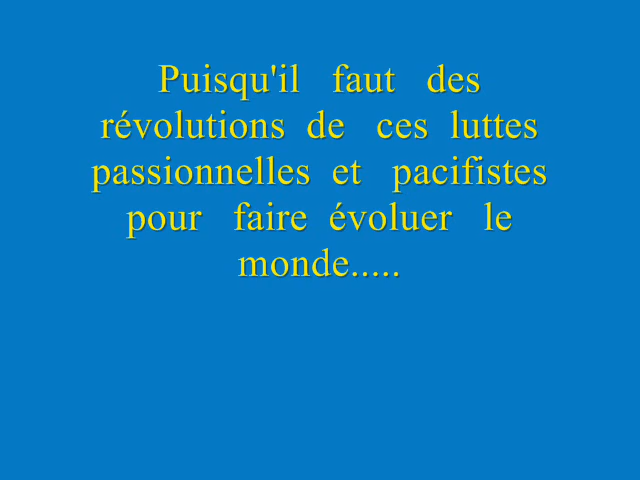 Puisqu'il faut des
révolutions de ces luttes
passionnelles et pacifistes
pour faire évoluer le
monde.....